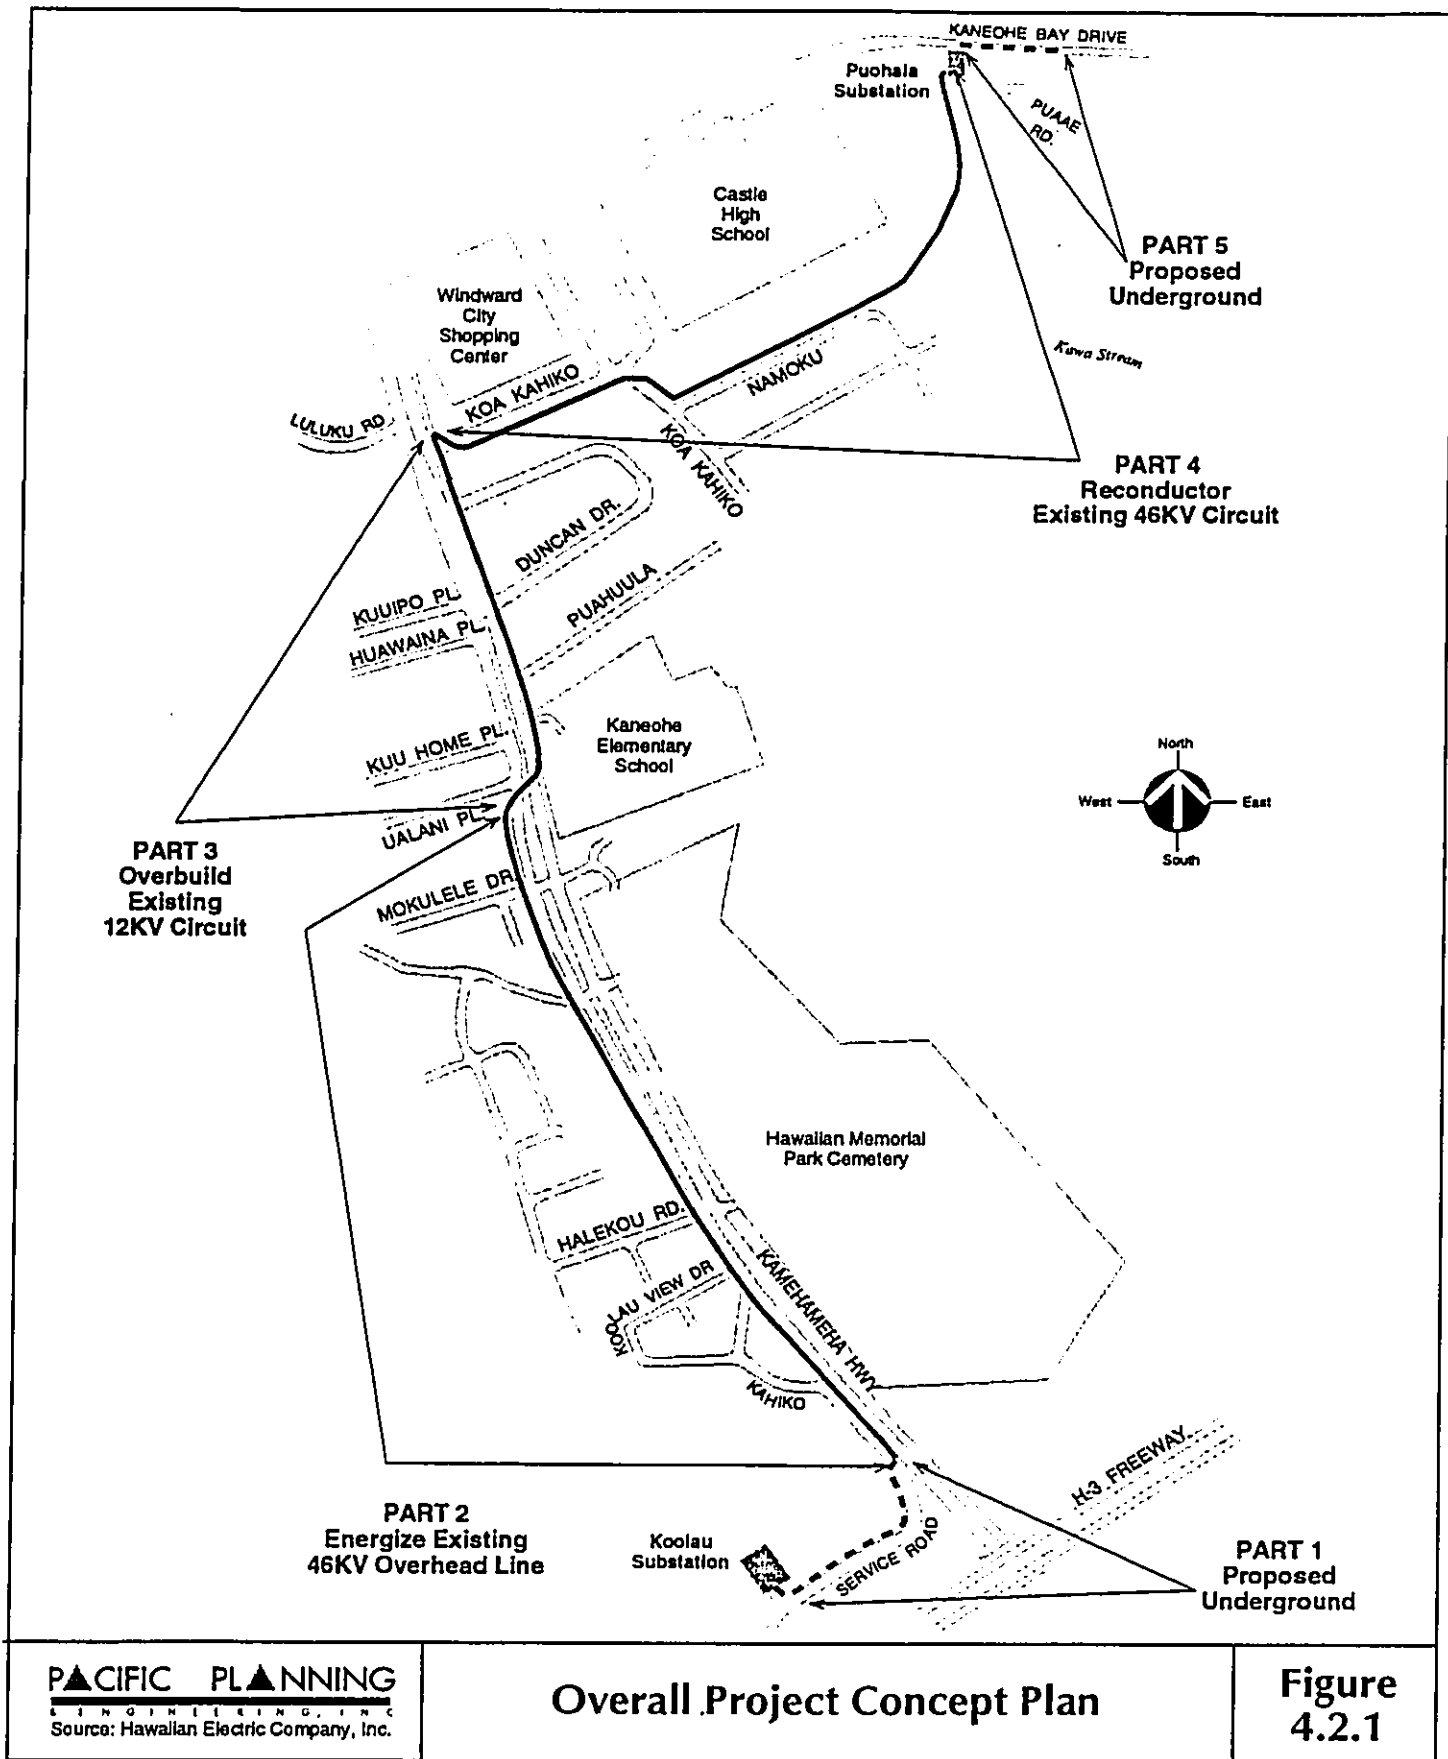 KANEOHE BAY DRIVE
Puohala
Substation
PUAAE
RD.
Castle
High
School
PART 5
Proposed
Underground
Windward
City
Shopping
Center
Kawa Stream
NAMOKU
KOA KAHIKO
LULUKU RD
KOA KAHIKO
PART 4
Reconductor
Existing 46KV Circuit
DUNCAN DR.
PUAHUULA
KUUIPO PL.
HUAWAINA PL.
Kaneohe
Elementary
School
KUU HOME PL.
North
West
East
South
UALANI PL.
PART 3
Overbuild
Existing
12KV Circuit
MOKULELE DR.
Hawaiian Memorial
Park Cemetery
HALEKOU RD.
KOOLAU VIEW DR
KAMEHAMEHA HWY
KAHIKO
H-3 FREEWAY
PART 2
Energize Existing
46KV Overhead Line
Koolau
Substation
SERVICE ROAD
PART 1
Proposed
Underground
PACIFIC PLANNING
& ENGINEERING, INC
Source: Hawaiian Electric Company, Inc.
Overall Project Concept Plan
Figure
4.2.1